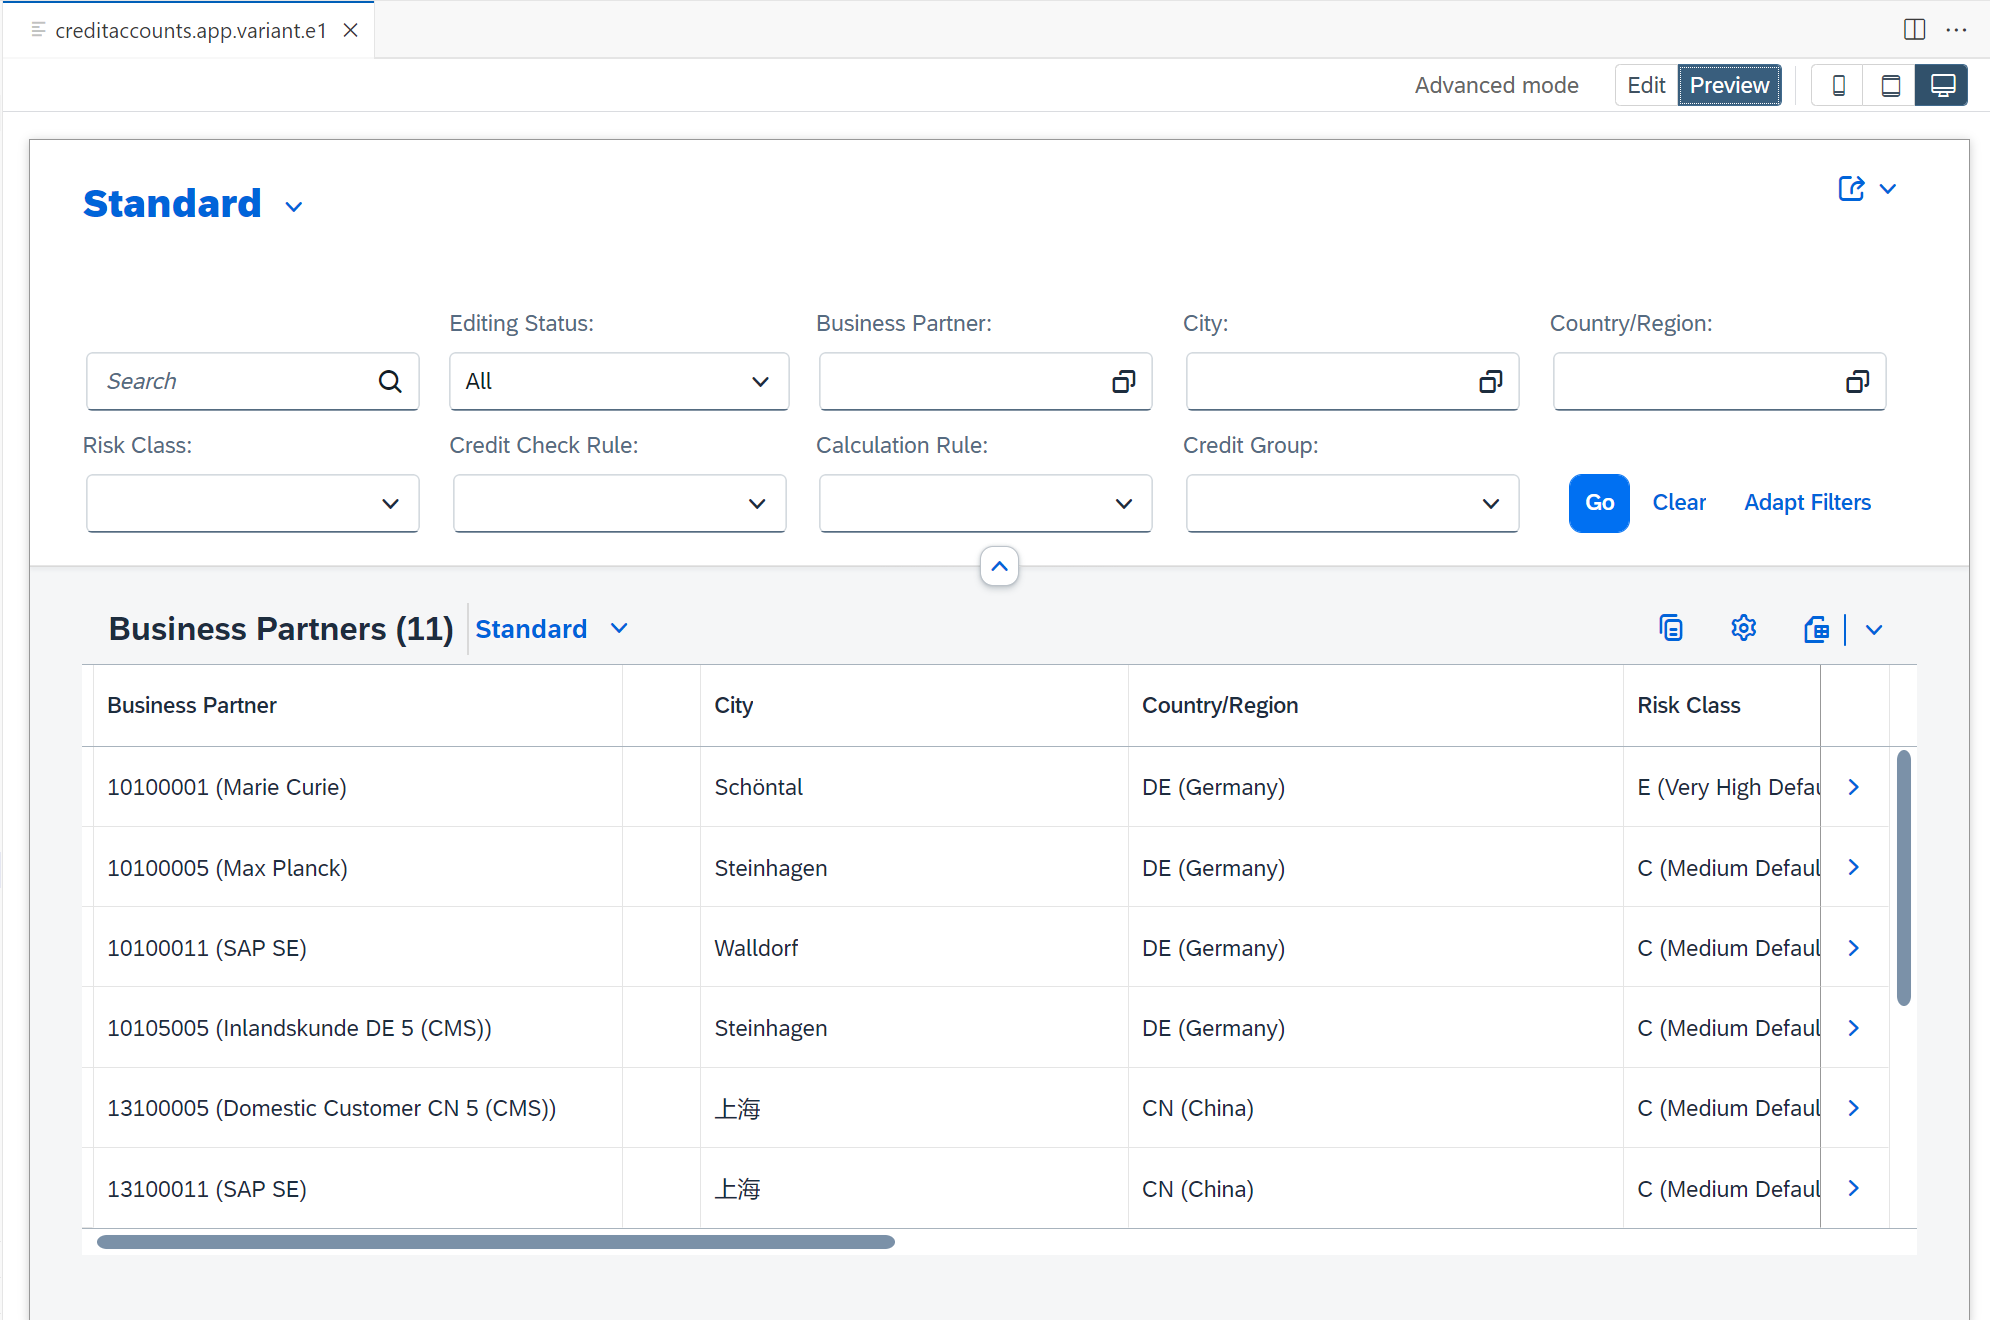 creditaccounts.app.variant.e1
Advanced mode Edit Preview
Standard
Editing Status: Business Partner: City: Country/Region:
Search All
Risk Class: Credit Check Rule: Calculation Rule: Credit Group:
Go Clear Adapt Filters
Business Partners (11) Standard
Business Partner City Country/Region Risk Class
10100001 (Marie Curie) Schöntal DE (Germany) E (Very High Defau
10100005 (Max Planck) Steinhagen DE (Germany) C (Medium Defaul
10100011 (SAP SE) Walldorf DE (Germany) C (Medium Defaul
10105005 (Inlandskunde DE 5 (CMS)) Steinhagen DE (Germany) C (Medium Defaul
13100005 (Domestic Customer CN 5 (CMS)) 上海 CN (China) C (Medium Defaul
13100011 (SAP SE) 上海 CN (China) C (Medium Defaul